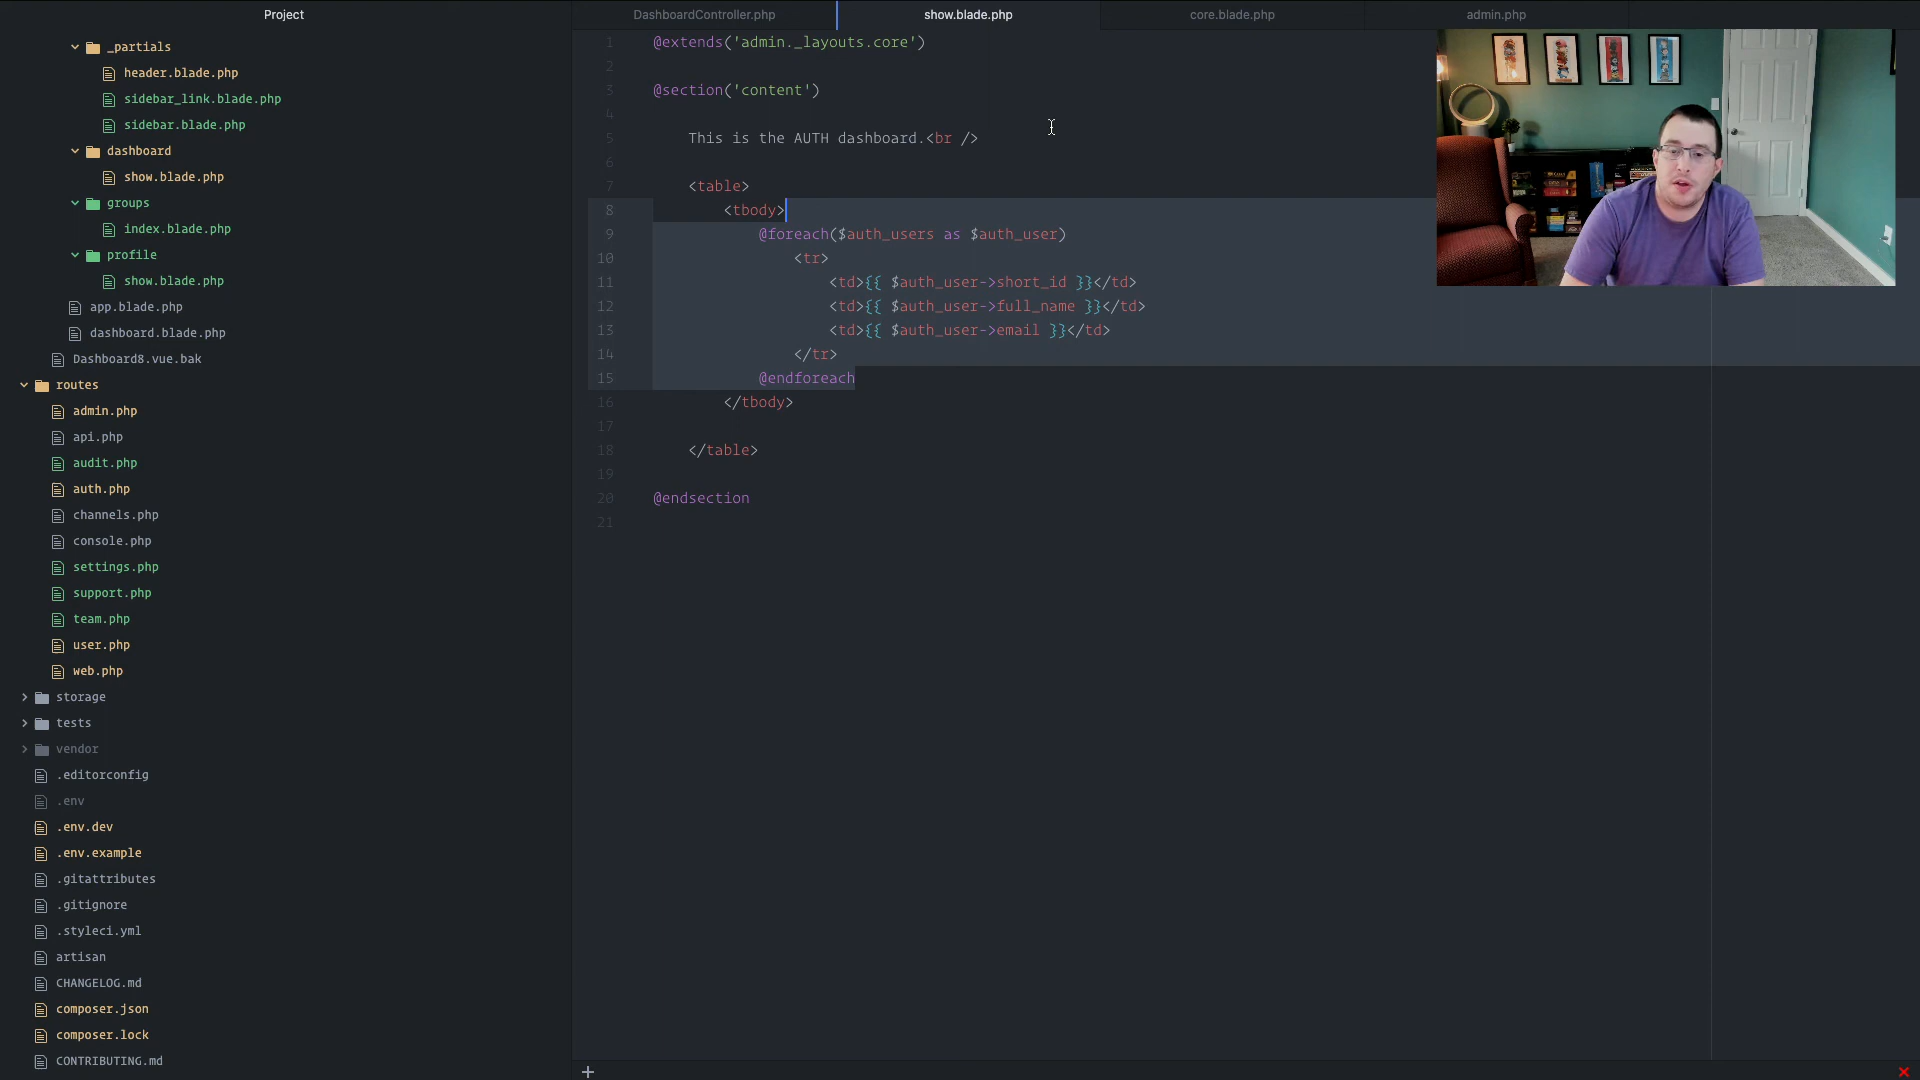 Project
_partials
header.blade.php
sidebar_link.blade.php
sidebar.blade.php
dashboard
show.blade.php
groups
index.blade.php
profile
show.blade.php
app.blade.php
dashboard.blade.php
Dashboard8.vue.bak
routes
admin.php
api.php
audit.php
auth.php
channels.php
console.php
settings.php
support.php
team.php
user.php
web.php
storage
tests
vendor
.editorconfig
.env
.env.dev
.env.example
.gitattributes
.gitignore
.styleci.yml
artisan
CHANGELOG.md
composer.json
composer.lock
CONTRIBUTING.md
DashboardController.php show.blade.php core.blade.php admin.php
1 @extends('admin._layouts.core')
2
3 @section('content')
4
5 This is the AUTH dashboard.<br />
6
7 <table>
8 <tbody>
9 @foreach($auth_users as $auth_user)
10 <tr>
11 <td>{{ $auth_user->short_id }}</td>
12 <td>{{ $auth_user->full_name }}</td>
13 <td>{{ $auth_user->email }}</td>
14 </tr>
15 @endforeach
16 </tbody>
17
18 </table>
19
20 @endsection
21